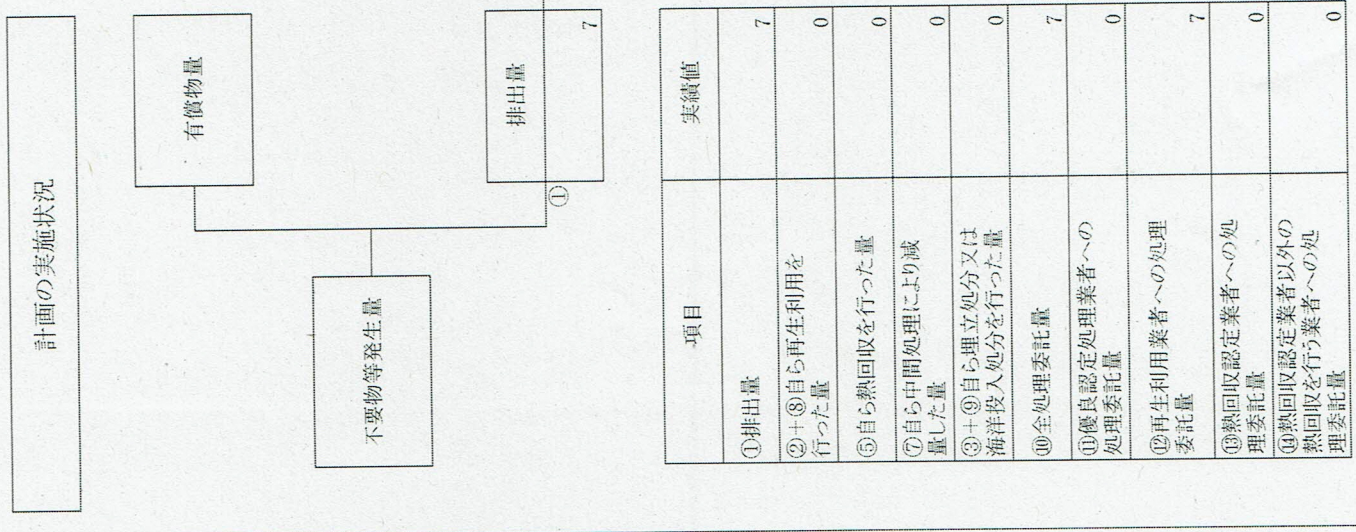 計画の実施状況
有償物量
不要物等発生量
排出量
①
7
項目
実績値
①排出量
7
②+⑧自ら再生利用を
行った量
0
⑤自ら熱回収を行った量
0
⑦自ら中間処理により減
量した量
0
③+⑨自ら埋立処分又は
海洋投入処分を行った量
0
⑩全処理委託量
7
⑪優良認定処理業者への
処理委託量
0
⑫再生利用業者への処理
委託量
7
⑬熱回収認定業者への処
理委託量
0
⑭熱回収認定業者以外の
熱回収を行う業者への処
理委託量
0